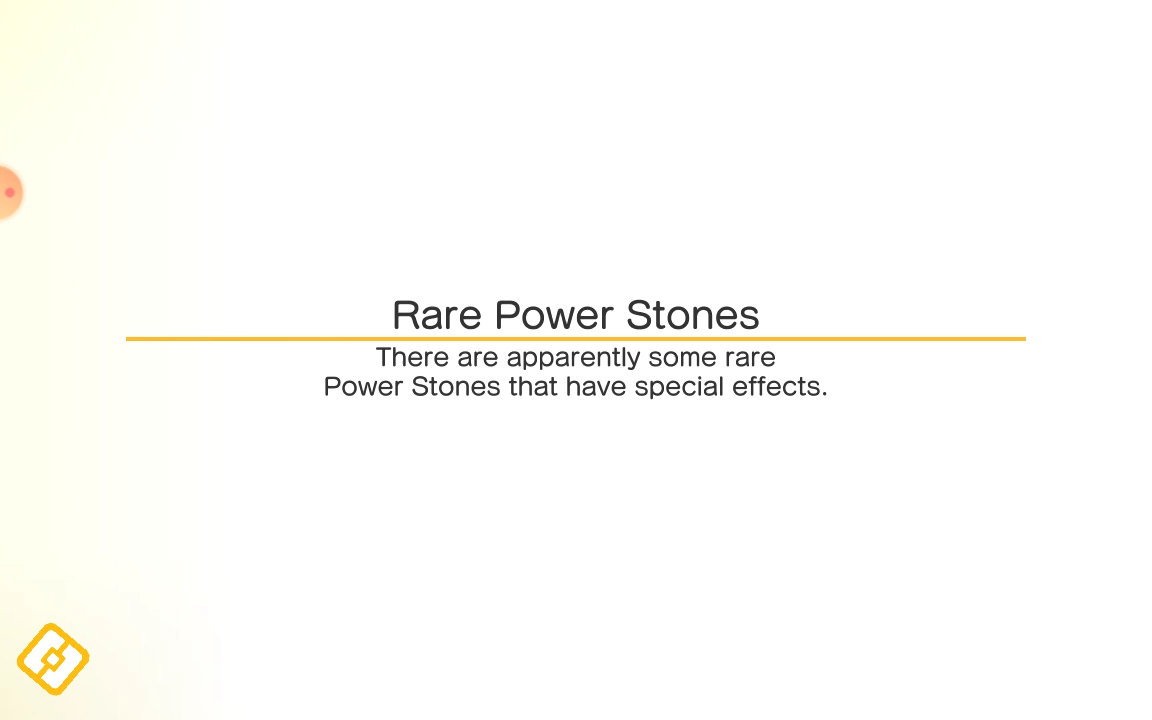 Rare Power Stones
There are apparently some rare
Power Stones that have special effects.